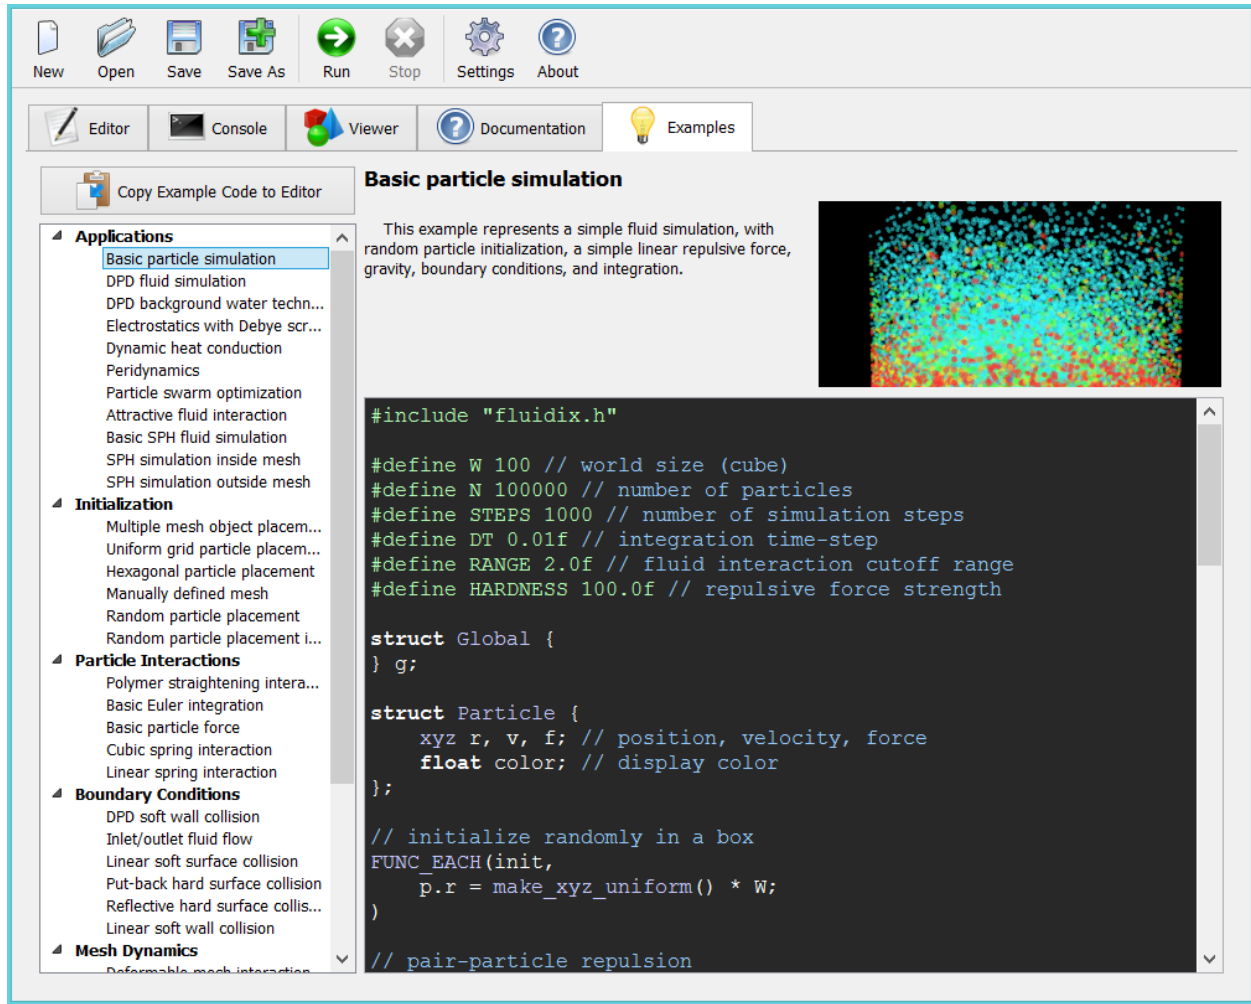 New Open Save Save As Run Stop Settings About
Editor Console Viewer Documentation Examples
Copy Example Code to Editor
Applications
Basic particle simulation
DPD fluid simulation
DPD background water techn...
Electrostatics with Debye scr...
Dynamic heat conduction
Peridynamics
Particle swarm optimization
Attractive fluid interaction
Basic SPH fluid simulation
SPH simulation inside mesh
SPH simulation outside mesh
Initialization
Multiple mesh object placem...
Uniform grid particle placem...
Hexagonal particle placement
Manually defined mesh
Random particle placement
Random particle placement i...
Particle Interactions
Polymer straightening intera...
Basic Euler integration
Basic particle force
Cubic spring interaction
Linear spring interaction
Boundary Conditions
DPD soft wall collision
Inlet/outlet fluid flow
Linear soft surface collision
Put-back hard surface collision
Reflective hard surface collis...
Linear soft wall collision
Mesh Dynamics
Deformable mesh interaction
Basic particle simulation
This example represents a simple fluid simulation, with
random particle initialization, a simple linear repulsive force,
gravity, boundary conditions, and integration.
#include "fluidix.h"
#define W 100 // world size (cube)
#define N 100000 // number of particles
#define STEPS 1000 // number of simulation steps
#define DT 0.01f // integration time-step
#define RANGE 2.0f // fluid interaction cutoff range
#define HARDNESS 100.0f // repulsive force strength
struct Global {
} g;
struct Particle {
xyz r, v, f; // position, velocity, force
float color; // display color
};
// initialize randomly in a box
FUNC_EACH(init,
p.r = make_xyz_uniform() * W;
)
// pair-particle repulsion